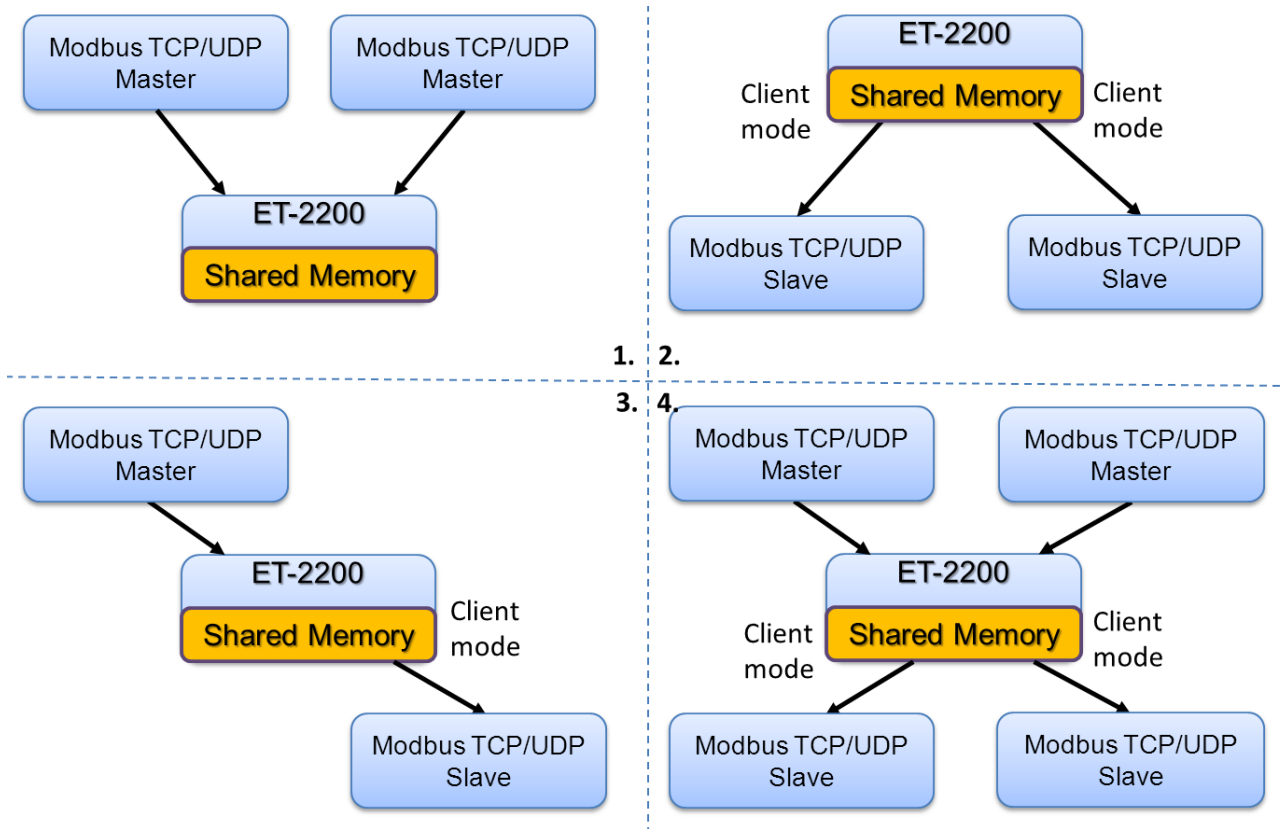 Modbus TCP/UDP
Master
Modbus TCP/UDP
Master
ET-2200
Shared Memory
1.
ET-2200
Shared Memory
Client
mode
Client
mode
Modbus TCP/UDP
Slave
Modbus TCP/UDP
Slave
2.
3.
Modbus TCP/UDP
Master
ET-2200
Shared Memory
Client
mode
Modbus TCP/UDP
Slave
4.
Modbus TCP/UDP
Master
Modbus TCP/UDP
Master
ET-2200
Shared Memory
Client
mode
Client
mode
Modbus TCP/UDP
Slave
Modbus TCP/UDP
Slave